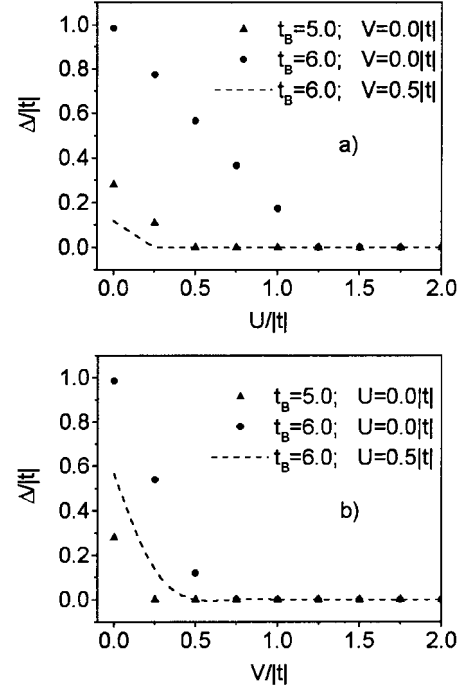 1.0
0.8
0.6
0.4
0.2
0.0
Δ/|t|
t_B=5.0; V=0.0|t|
t_B=6.0; V=0.0|t|
t_B=6.0; V=0.5|t|
a)
0.0 0.5 1.0 1.5 2.0
U/|t|
1.0
0.8
0.6
0.4
0.2
0.0
Δ/|t|
t_B=5.0; U=0.0|t|
t_B=6.0; U=0.0|t|
t_B=6.0; U=0.5|t|
b)
0.0 0.5 1.0 1.5 2.0
V/|t|